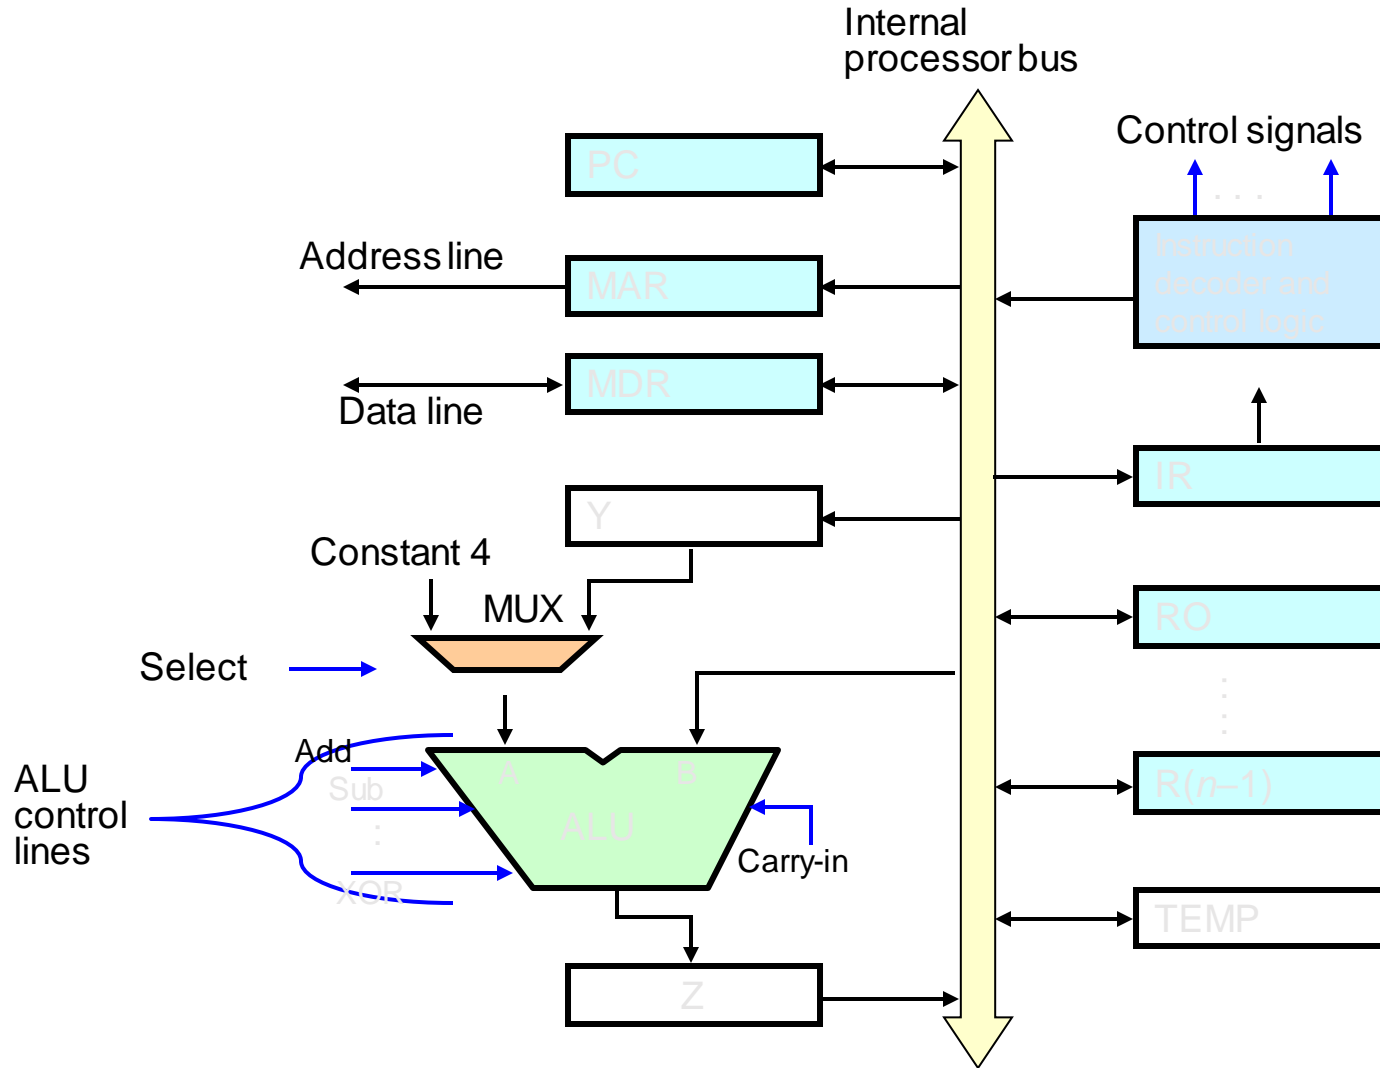 Internal
processor bus
Control signals
. . .
PC
Instruction
decoder and
control logic
Address line
MAR
MDR
Data line
IR
Y
Constant 4
MUX
RO
Select
Add
A
B
Sub
ALU
control
lines
:
ALU
R(n–1)
Carry-in
XOR
TEMP
Z